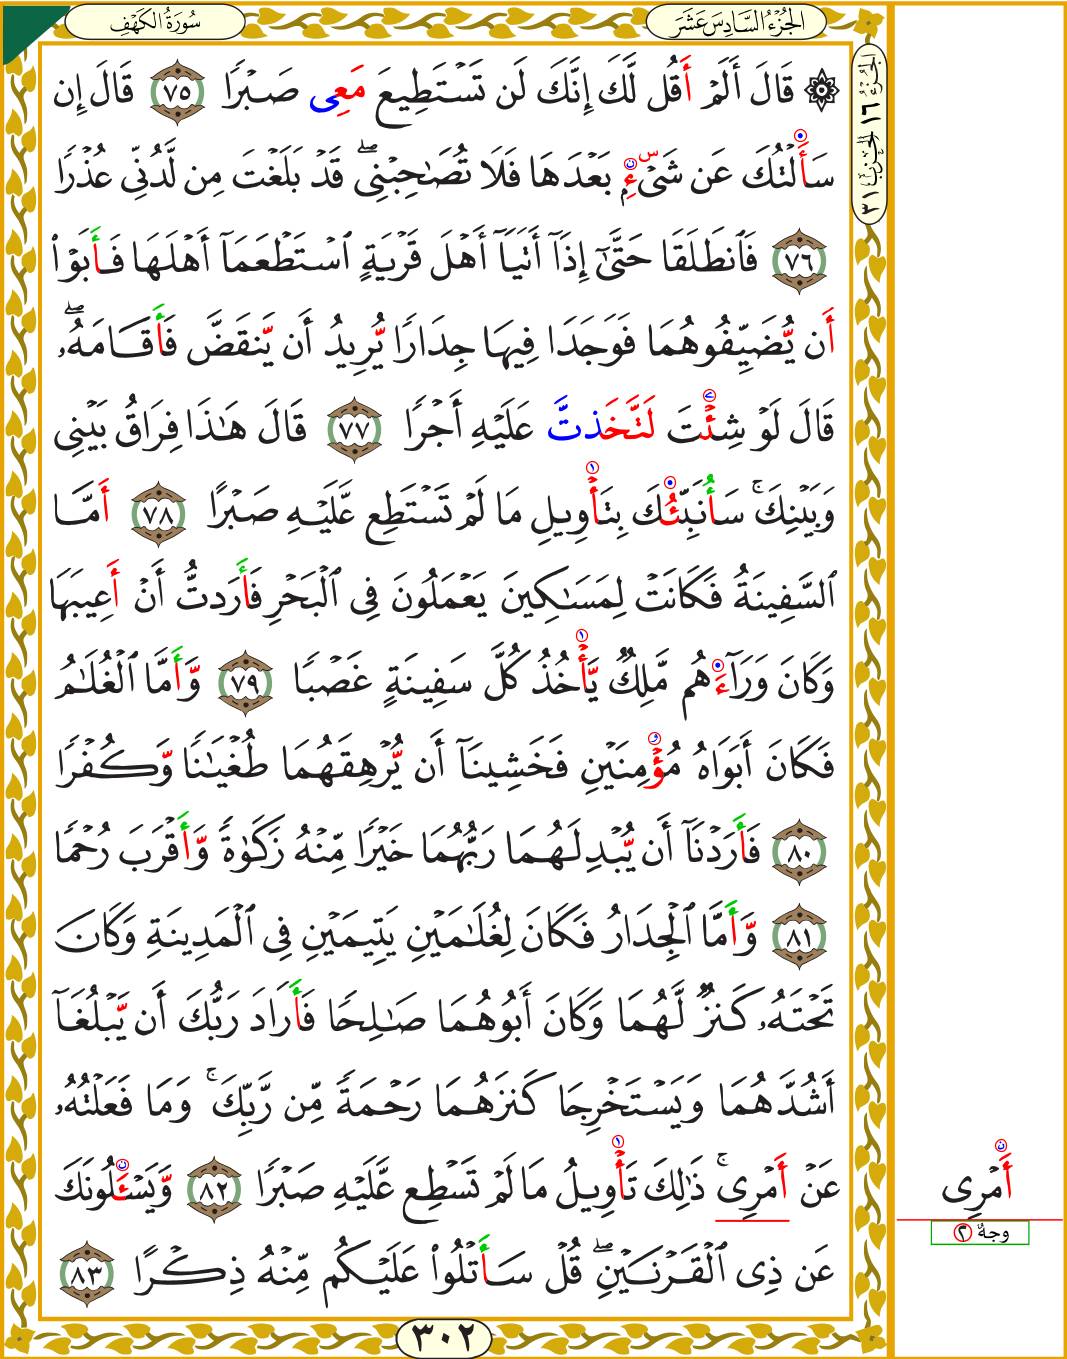 سُورَةُ الكَهْفِ
الجُزْءُ السَّادِسَ عَشَرَ
الجُزْءُ ١٦ الحِزْبُ ٣١
۞ قَالَ أَلَمۡ أَقُل لَّكَ إِنَّكَ لَن تَسۡتَطِيعَ مَعِى صَبۡرٗا ٧٥ قَالَ إِن
سَأَلۡتُكَ عَن شَىۡءِۭ بَعۡدَهَا فَلَا تُصَٰحِبۡنِىۖ قَدۡ بَلَغۡتَ مِن لَّدُنِّى عُذۡرٗا
٧٦ فَٱنطَلَقَا حَتَّىٰٓ إِذَآ أَتَيَآ أَهۡلَ قَرۡيَةٍ ٱسۡتَطۡعَمَآ أَهۡلَهَا فَأَبَوۡاْ
أَن يُّضَيِّفُوهُمَا فَوَجَدَا فِيهَا جِدَارٗا يُّرِيدُ أَن يَّنقَضَّ فَأَقَامَهُۥۖ
قَالَ لَوۡ شِئۡتَ لَتَّخَذتَّ عَلَيۡهِ أَجۡرٗا ٧٧ قَالَ هَٰذَا فِرَاقُ بَيۡنِى
وَبَيۡنِكَۚ سَأُنَبِّئُكَ بِتَأۡوِيلِ مَا لَمۡ تَسۡتَطِع عَّلَيۡهِ صَبۡرًا ٧٨ أَمَّا
ٱلسَّفِينَةُ فَكَانَتۡ لِمَسَٰكِينَ يَعۡمَلُونَ فِى ٱلۡبَحۡرِ فَأَرَدتُّ أَنۡ أَعِيبَهَا
وَكَانَ وَرَآءَهُم مَّلِكٞ يَّأۡخُذُ كُلَّ سَفِينَةٍ غَصۡبٗا ٧٩ وَّأَمَّا ٱلۡغُلَٰمُ
فَكَانَ أَبَوَاهُ مُؤۡمِنَيۡنِ فَخَشِينَآ أَن يُّرۡهِقَهُمَا طُغۡيَٰنٗا وَّكُفۡرٗا
٨٠ فَأَرَدۡنَآ أَن يُّبۡدِلَهُمَا رَبُّهُمَا خَيۡرٗا مِّنۡهُ زَكَوٰةٗ وَّأَقۡرَبَ رُحۡمٗا
٨١ وَّأَمَّا ٱلۡجِدَارُ فَكَانَ لِغُلَٰمَيۡنِ يَتِيمَيۡنِ فِى ٱلۡمَدِينَةِ وَكَانَ
تَحۡتَهُۥ كَنزٞ لَّهُمَا وَكَانَ أَبُوهُمَا صَٰلِحٗا فَأَرَادَ رَبُّكَ أَن يَّبۡلُغَآ
أَشُدَّهُمَا وَيَسۡتَخۡرِجَا كَنزَهُمَا رَحۡمَةٗ مِّن رَّبِّكَۚ وَمَا فَعَلۡتُهُۥ
عَنۡ أَمۡرِىۚ ذَٰلِكَ تَأۡوِيلُ مَا لَمۡ تَسۡطِع عَّلَيۡهِ صَبۡرٗا ٨٢ وَّيَسۡـَٔلُونَكَ
عَن ذِى ٱلۡقَرۡنَيۡنِۖ قُلۡ سَأَتۡلُواْ عَلَيۡكُم مِّنۡهُ ذِكۡرًا ٨٣
أَمۡرِى
وجهٌ ٢
٣٠٢